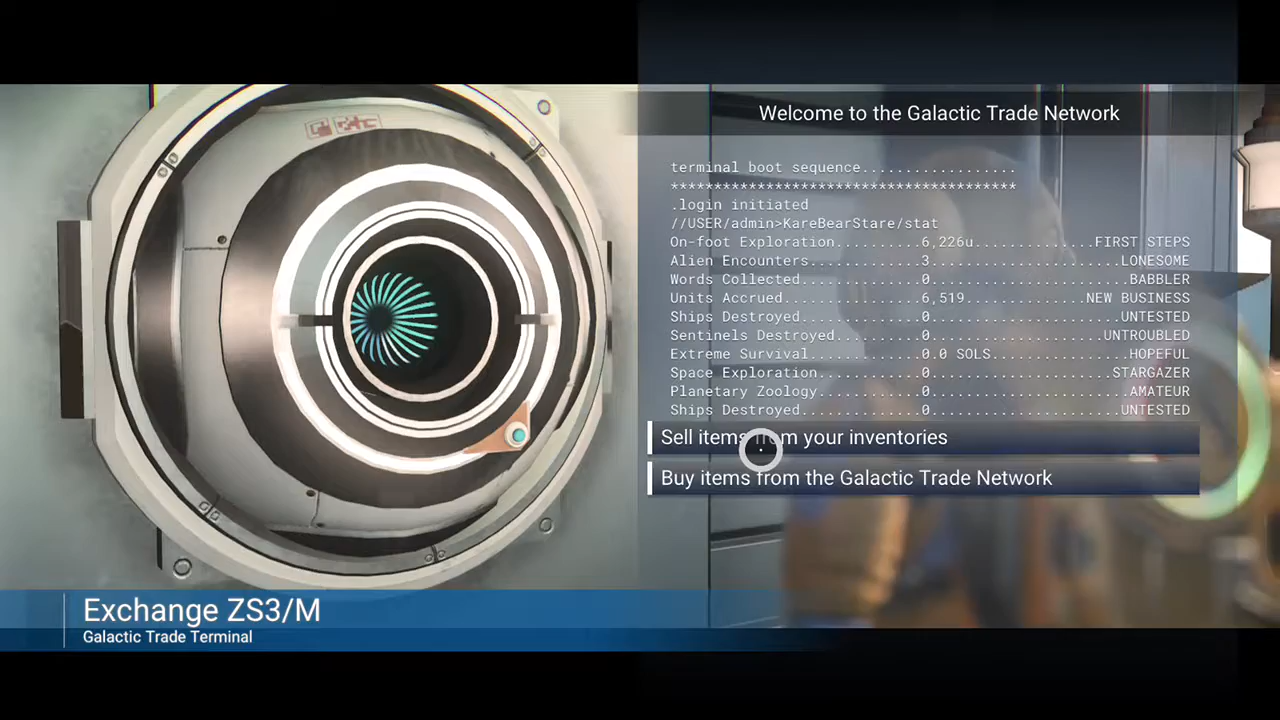 Welcome to the Galactic Trade Network
terminal boot sequence..................
****************************************
.login initiated
//USER/admin>KareBearStare/stat
On-foot Exploration..........6,226u..............FIRST STEPS
Alien Encounters.............3......................LONESOME
Words Collected..............0.......................BABBLER
Units Accrued................6,519..............NEW BUSINESS
Ships Destroyed..............0......................UNTESTED
Sentinels Destroyed..........0....................UNTROUBLED
Extreme Survival.............0.0 SOLS................HOPEFUL
Space Exploration............0.....................STARGAZER
Planetary Zoology............0.......................AMATEUR
Ships Destroyed..............0......................UNTESTED
Sell items from your inventories
Buy items from the Galactic Trade Network
Exchange ZS3/M
Galactic Trade Terminal